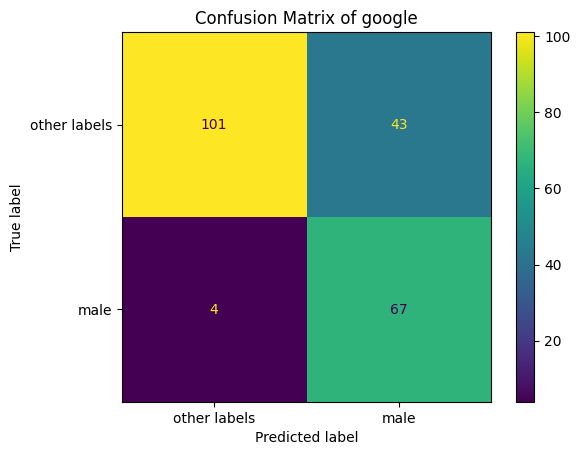 Confusion Matrix of google
True label
other labels
male
101
43
4
67
other labels
male
Predicted label
100
80
60
40
20